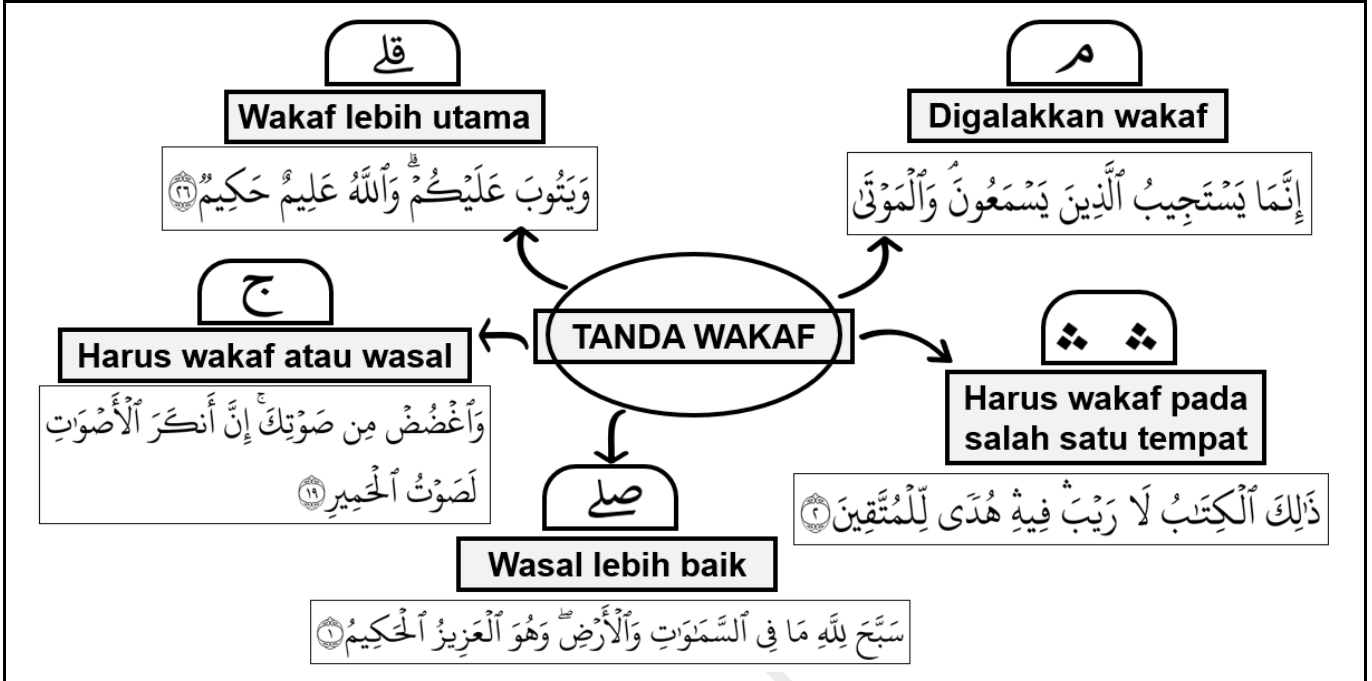 قلے
Wakaf lebih utama
وَيَتُوبَ عَلَيْكُمْ ۗ وَٱللَّهُ عَلِيمٌ حَكِيمٌ ٢٦
م
Digalakkan wakaf
إِنَّمَا يَسْتَجِيبُ ٱلَّذِينَ يَسْمَعُونَ ۘ وَٱلْمَوْتَىٰ
ج
Harus wakaf atau wasal
وَٱغْضُضْ مِن صَوْتِكَ ۚ إِنَّ أَنكَرَ ٱلْأَصْوَٰتِ
لَصَوْتُ ٱلْحَمِيرِ ١٩
TANDA WAKAF
ۛ ۛ
Harus wakaf pada
salah satu tempat
ذَٰلِكَ ٱلْكِتَٰبُ لَا رَيْبَ ۛ فِيهِ ۛ هُدًى لِّلْمُتَّقِينَ ٢
صلے
Wasal lebih baik
سَبَّحَ لِلَّهِ مَا فِى ٱلسَّمَٰوَٰتِ وَٱلْأَرْضِ ۖ وَهُوَ ٱلْعَزِيزُ ٱلْحَكِيمُ ١